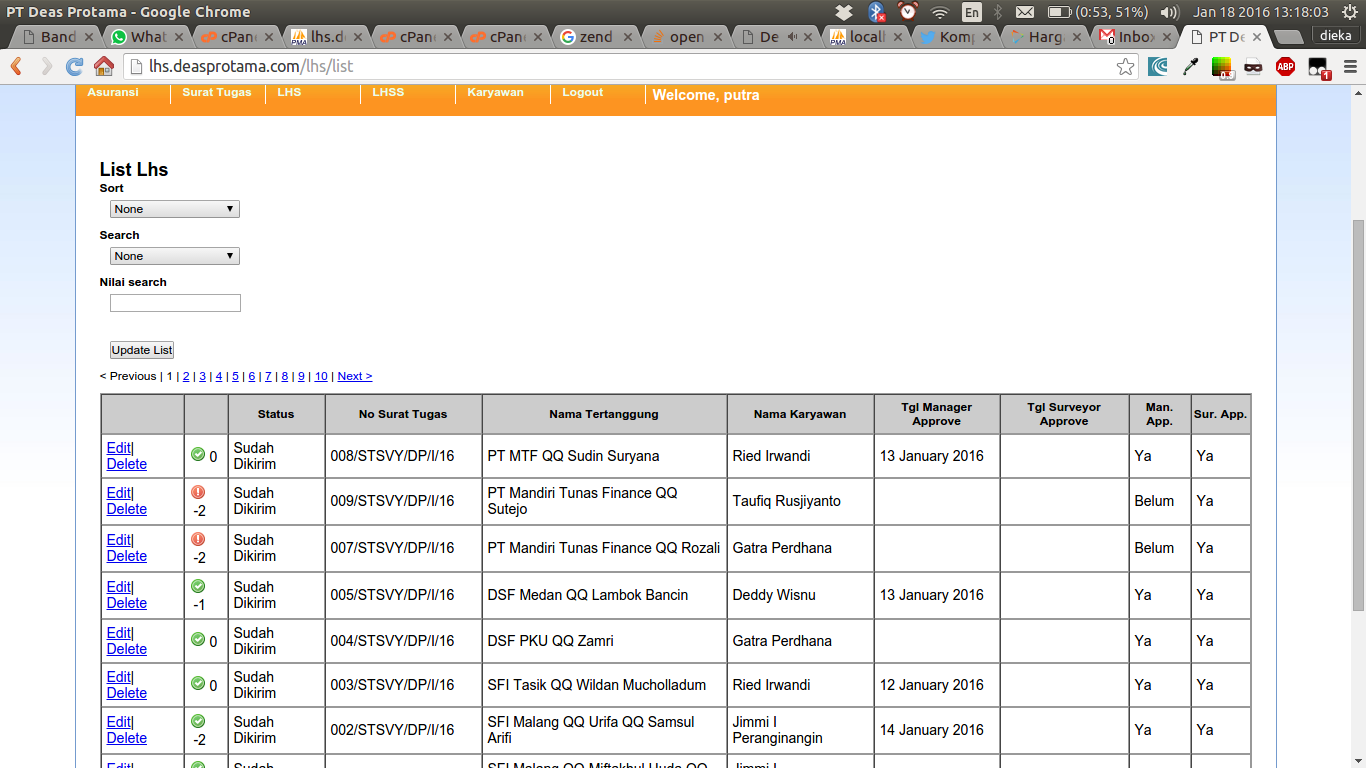 PT Deas Protama - Google Chrome
En
(0:53, 51%)
Jan 18 2016 13:18:03
Band
What
cPan
lhs.d
cPan
cPan
zend
open
De
locall
Kom
Harg
Inbo
PT De
dieka
lhs.deasprotama.com/lhs/list
0.3
ABP
1
Asuransi
Surat Tugas
LHS
LHSS
Karyawan
Logout
Welcome, putra
List Lhs
Sort
None
Search
None
Nilai search
Update List
< Previous | 1 | 2 | 3 | 4 | 5 | 6 | 7 | 8 | 9 | 10 | Next >
Status No Surat Tugas Nama Tertanggung Nama Karyawan Tgl Manager Approve Tgl Surveyor Approve Man. App. Sur. App.
Edit| Delete 0 Sudah Dikirim 008/STSVY/DP/I/16 PT MTF QQ Sudin Suryana Ried Irwandi 13 January 2016 Ya Ya
Edit| Delete -2 Sudah Dikirim 009/STSVY/DP/I/16 PT Mandiri Tunas Finance QQ Sutejo Taufiq Rusjiyanto Belum Ya
Edit| Delete -2 Sudah Dikirim 007/STSVY/DP/I/16 PT Mandiri Tunas Finance QQ Rozali Gatra Perdhana Belum Ya
Edit| Delete -1 Sudah Dikirim 005/STSVY/DP/I/16 DSF Medan QQ Lambok Bancin Deddy Wisnu 13 January 2016 Ya Ya
Edit| Delete 0 Sudah Dikirim 004/STSVY/DP/I/16 DSF PKU QQ Zamri Gatra Perdhana Ya Ya
Edit| Delete 0 Sudah Dikirim 003/STSVY/DP/I/16 SFI Tasik QQ Wildan Mucholladum Ried Irwandi 12 January 2016 Ya Ya
Edit| Delete -2 Sudah Dikirim 002/STSVY/DP/I/16 SFI Malang QQ Urifa QQ Samsul Arifi Jimmi I Peranginangin 14 January 2016 Ya Ya
Edit| Sudah SFI Malang QQ Miftakhul Huda QQ Jimmi I